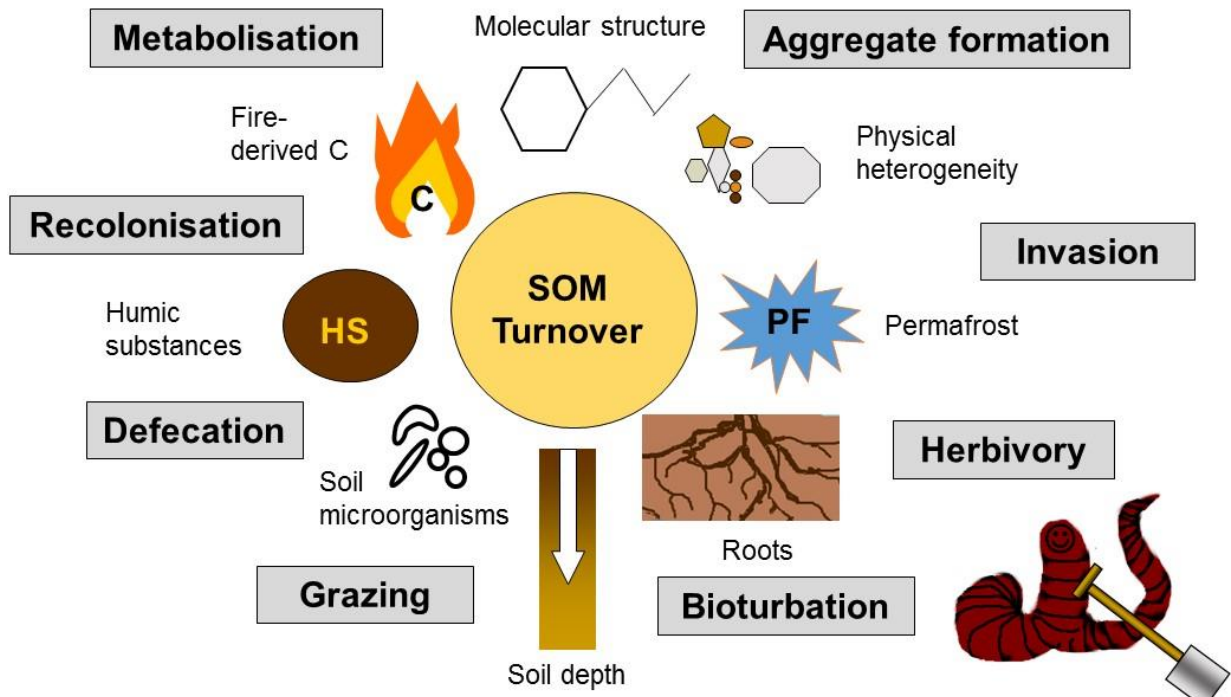 Metabolisation
Molecular structure
Aggregate formation
Fire-
derived C
C
Physical
heterogeneity
Recolonisation
Invasion
SOM
Turnover
Humic
substances
HS
PF
Permafrost
Defecation
Herbivory
Soil
microorganisms
Roots
Grazing
Bioturbation
Soil depth